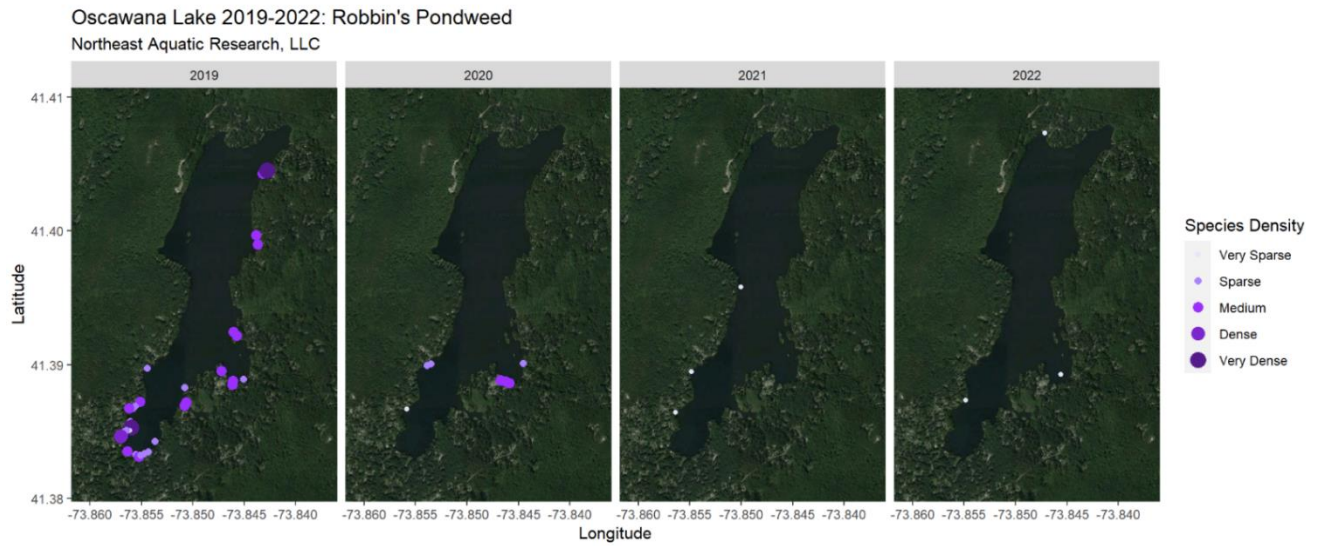 Oscawana Lake 2019-2022: Robbin's Pondweed
Northeast Aquatic Research, LLC
2019 2020 2021 2022
41.41
41.40
41.39
41.38
Latitude
-73.860 -73.855 -73.850 -73.845 -73.840 -73.860 -73.855 -73.850 -73.845 -73.840 -73.860 -73.855 -73.850 -73.845 -73.840 -73.860 -73.855 -73.850 -73.845 -73.840
Longitude
Species Density
Very Sparse
Sparse
Medium
Dense
Very Dense